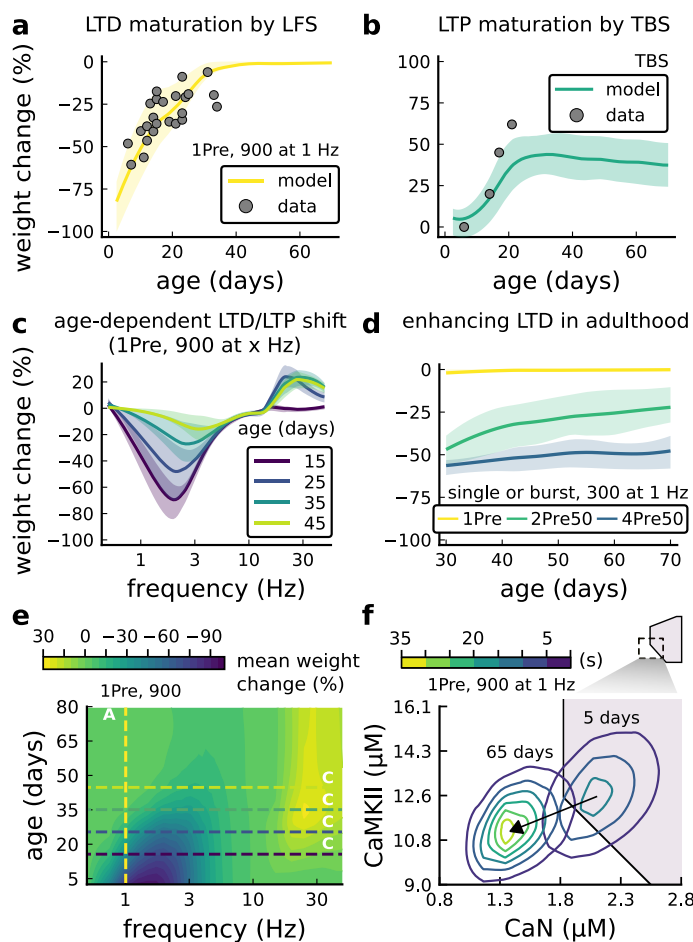 a
LTD maturation by LFS
weight change (%)
0
−25
−50
−75
−100
1Pre, 900 at 1 Hz
model
data
0 20 40 60
age (days)
b
LTP maturation by TBS
100
75
50
25
0
TBS
model
data
0 20 40 60
age (days)
c
age-dependent LTD/LTP shift
(1Pre, 900 at x Hz)
weight change (%)
20
0
−20
−40
−60
−80
−100
age (days)
15
25
35
45
1 3 10 30
frequency (Hz)
d
enhancing LTD in adulthood
0
−25
−50
−75
−100
single or burst, 300 at 1 Hz
1Pre 2Pre50 4Pre50
30 40 50 60 70
age (days)
e
30 0 −30 −60 −90
mean weight
change (%)
1Pre, 900
A
80
65
50
35
20
5
age (days)
C
C
C
C
1 3 10 30
frequency (Hz)
f
35 20 5
(s)
1Pre, 900 at 1 Hz
16.1
14.3
12.6
10.8
9.0
CaMKII (μM)
5 days
65 days
0.8 1.3 1.8 2.3 2.8
CaN (μM)